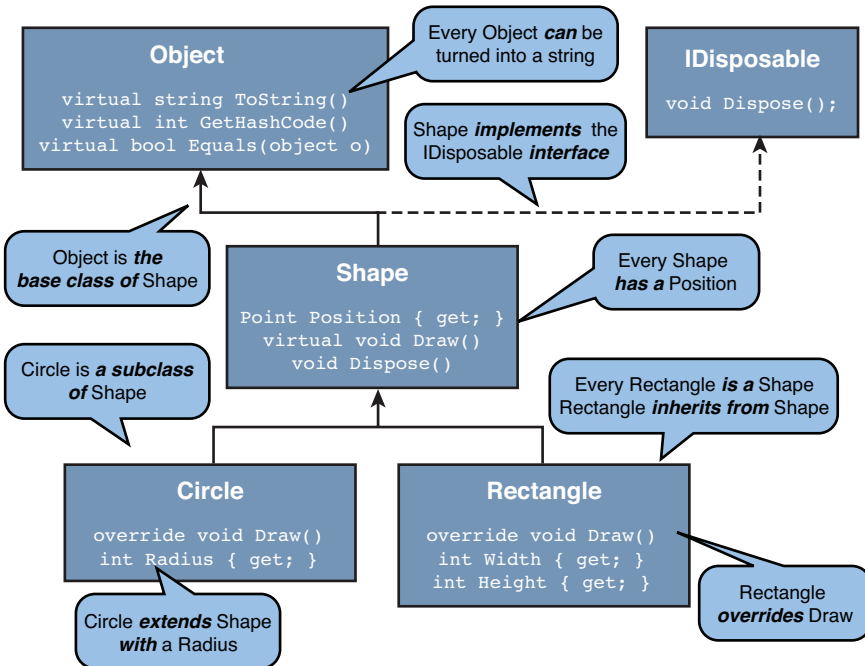 Object
virtual string ToString()
virtual int GetHashCode()
virtual bool Equals(object o)
Every Object can be
turned into a string
IDisposable
void Dispose();
Shape implements the
IDisposable interface
Object is the
base class of Shape
Shape
Point Position { get; }
virtual void Draw()
void Dispose()
Every Shape
has a Position
Circle is a subclass
of Shape
Every Rectangle is a Shape
Rectangle inherits from Shape
Circle
override void Draw()
int Radius { get; }
Rectangle
override void Draw()
int Width { get; }
int Height { get; }
Circle extends Shape
with a Radius
Rectangle
overrides Draw